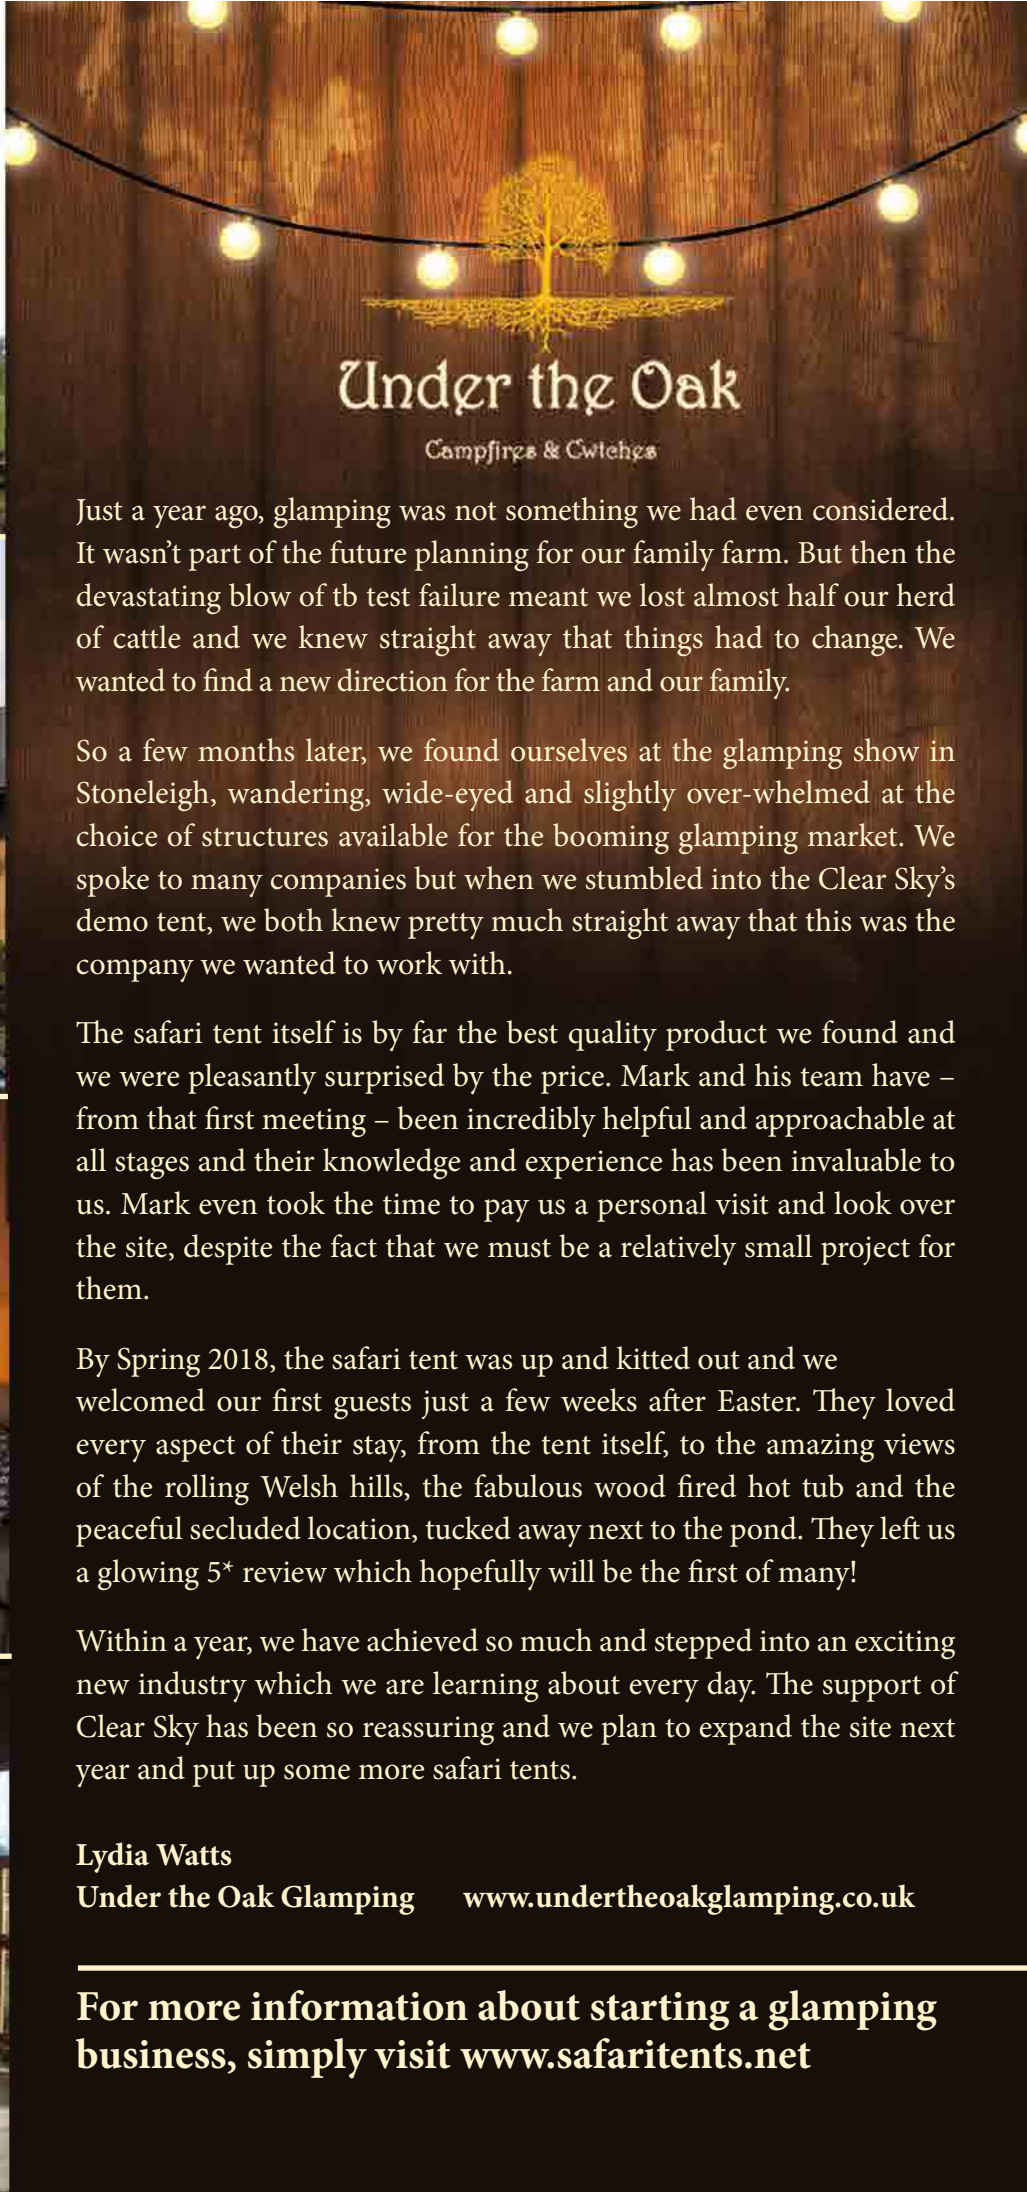 Under the Oak
Campfires & Cwtches
Just a year ago, glamping was not something we had even considered.
It wasn’t part of the future planning for our family farm. But then the
devastating blow of tb test failure meant we lost almost half our herd
of cattle and we knew straight away that things had to change. We
wanted to find a new direction for the farm and our family.
So a few months later, we found ourselves at the glamping show in
Stoneleigh, wandering, wide-eyed and slightly over-whelmed at the
choice of structures available for the booming glamping market. We
spoke to many companies but when we stumbled into the Clear Sky’s
demo tent, we both knew pretty much straight away that this was the
company we wanted to work with.
The safari tent itself is by far the best quality product we found and
we were pleasantly surprised by the price. Mark and his team have –
from that first meeting – been incredibly helpful and approachable at
all stages and their knowledge and experience has been invaluable to
us. Mark even took the time to pay us a personal visit and look over
the site, despite the fact that we must be a relatively small project for
them.
By Spring 2018, the safari tent was up and kitted out and we
welcomed our first guests just a few weeks after Easter. They loved
every aspect of their stay, from the tent itself, to the amazing views
of the rolling Welsh hills, the fabulous wood fired hot tub and the
peaceful secluded location, tucked away next to the pond. They left us
a glowing 5* review which hopefully will be the first of many!
Within a year, we have achieved so much and stepped into an exciting
new industry which we are learning about every day. The support of
Clear Sky has been so reassuring and we plan to expand the site next
year and put up some more safari tents.
Lydia Watts
Under the Oak Glamping www.undertheoakglamping.co.uk
For more information about starting a glamping
business, simply visit www.safaritents.net